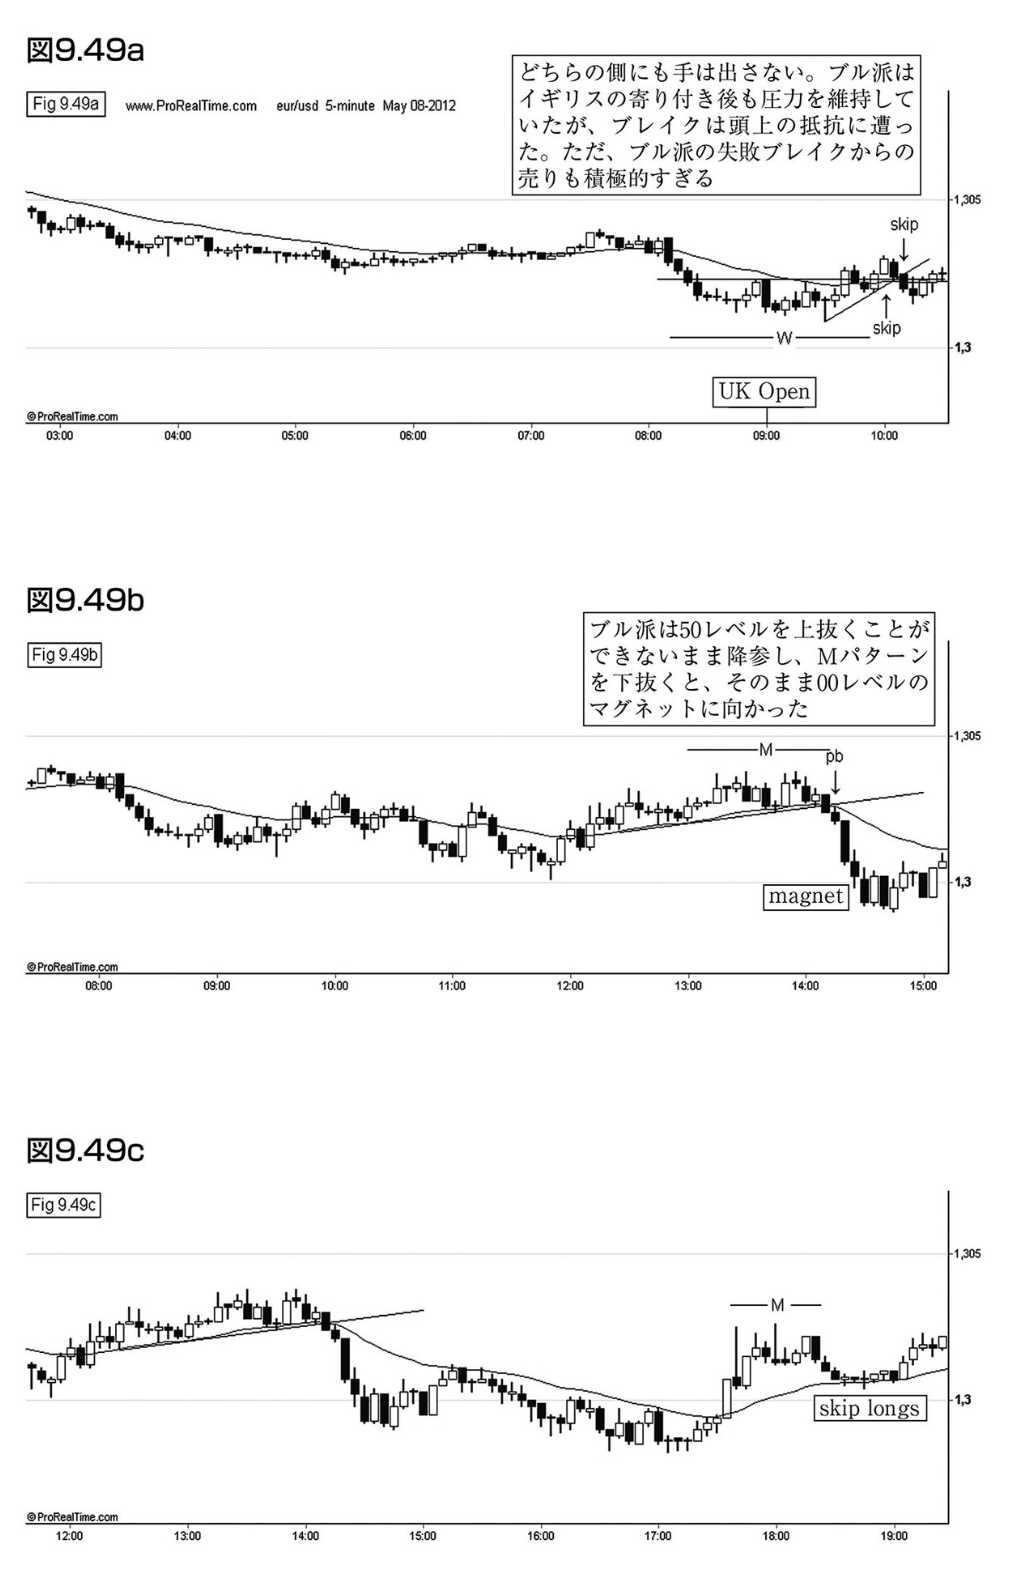 図9.49a
Fig 9.49a www.ProRealTime.com eur/usd 5-minute May 08-2012
どちらの側にも手は出さない。ブル派は
イギリスの寄り付き後も圧力を維持して
いたが、ブレイクは頭上の抵抗に遭っ
た。ただ、ブル派の失敗ブレイクからの
売りも積極的すぎる
1,305
skip
skip
W
1,3
UK Open
©ProRealTime.com
03:00 04:00 05:00 06:00 07:00 08:00 09:00 10:00
図9.49b
Fig 9.49b
ブル派は50レベルを上抜くことが
できないまま降参し、Mパターン
を下抜くと、そのまま00レベルの
マグネットに向かった
1,305
M
pb
1,3
magnet
©ProRealTime.com
08:00 09:00 10:00 11:00 12:00 13:00 14:00 15:00
図9.49c
Fig 9.49c
1,305
M
1,3
skip longs
©ProRealTime.com
12:00 13:00 14:00 15:00 16:00 17:00 18:00 19:00